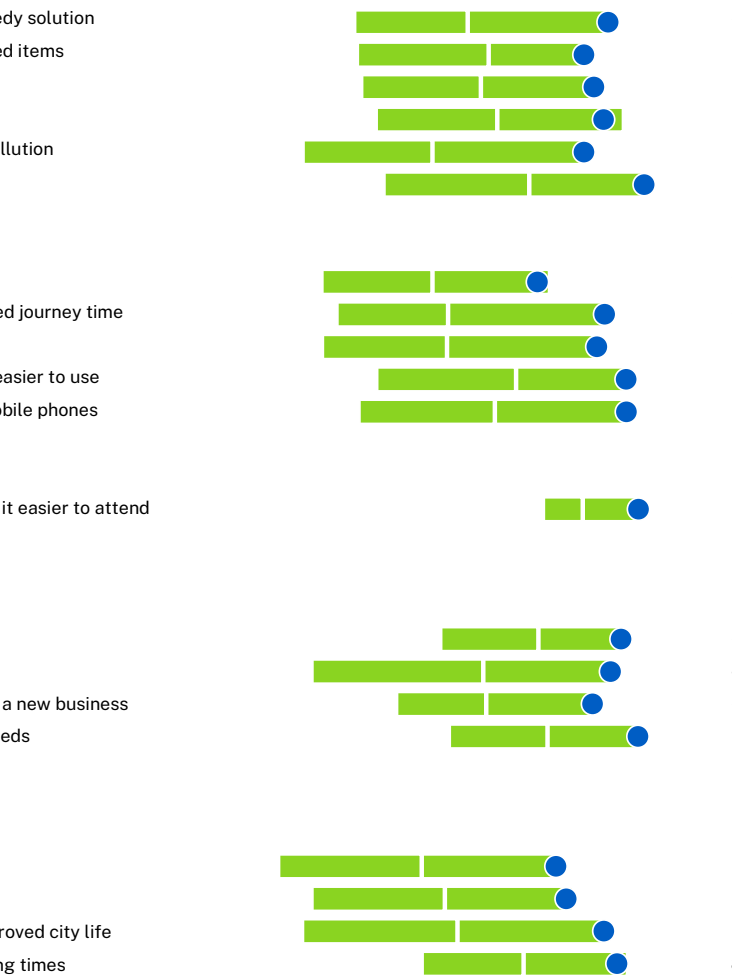 edy solution
ed items
llution
ed journey time
easier to use
obile phones
it easier to attend
a new business
eds
roved city life
ng times